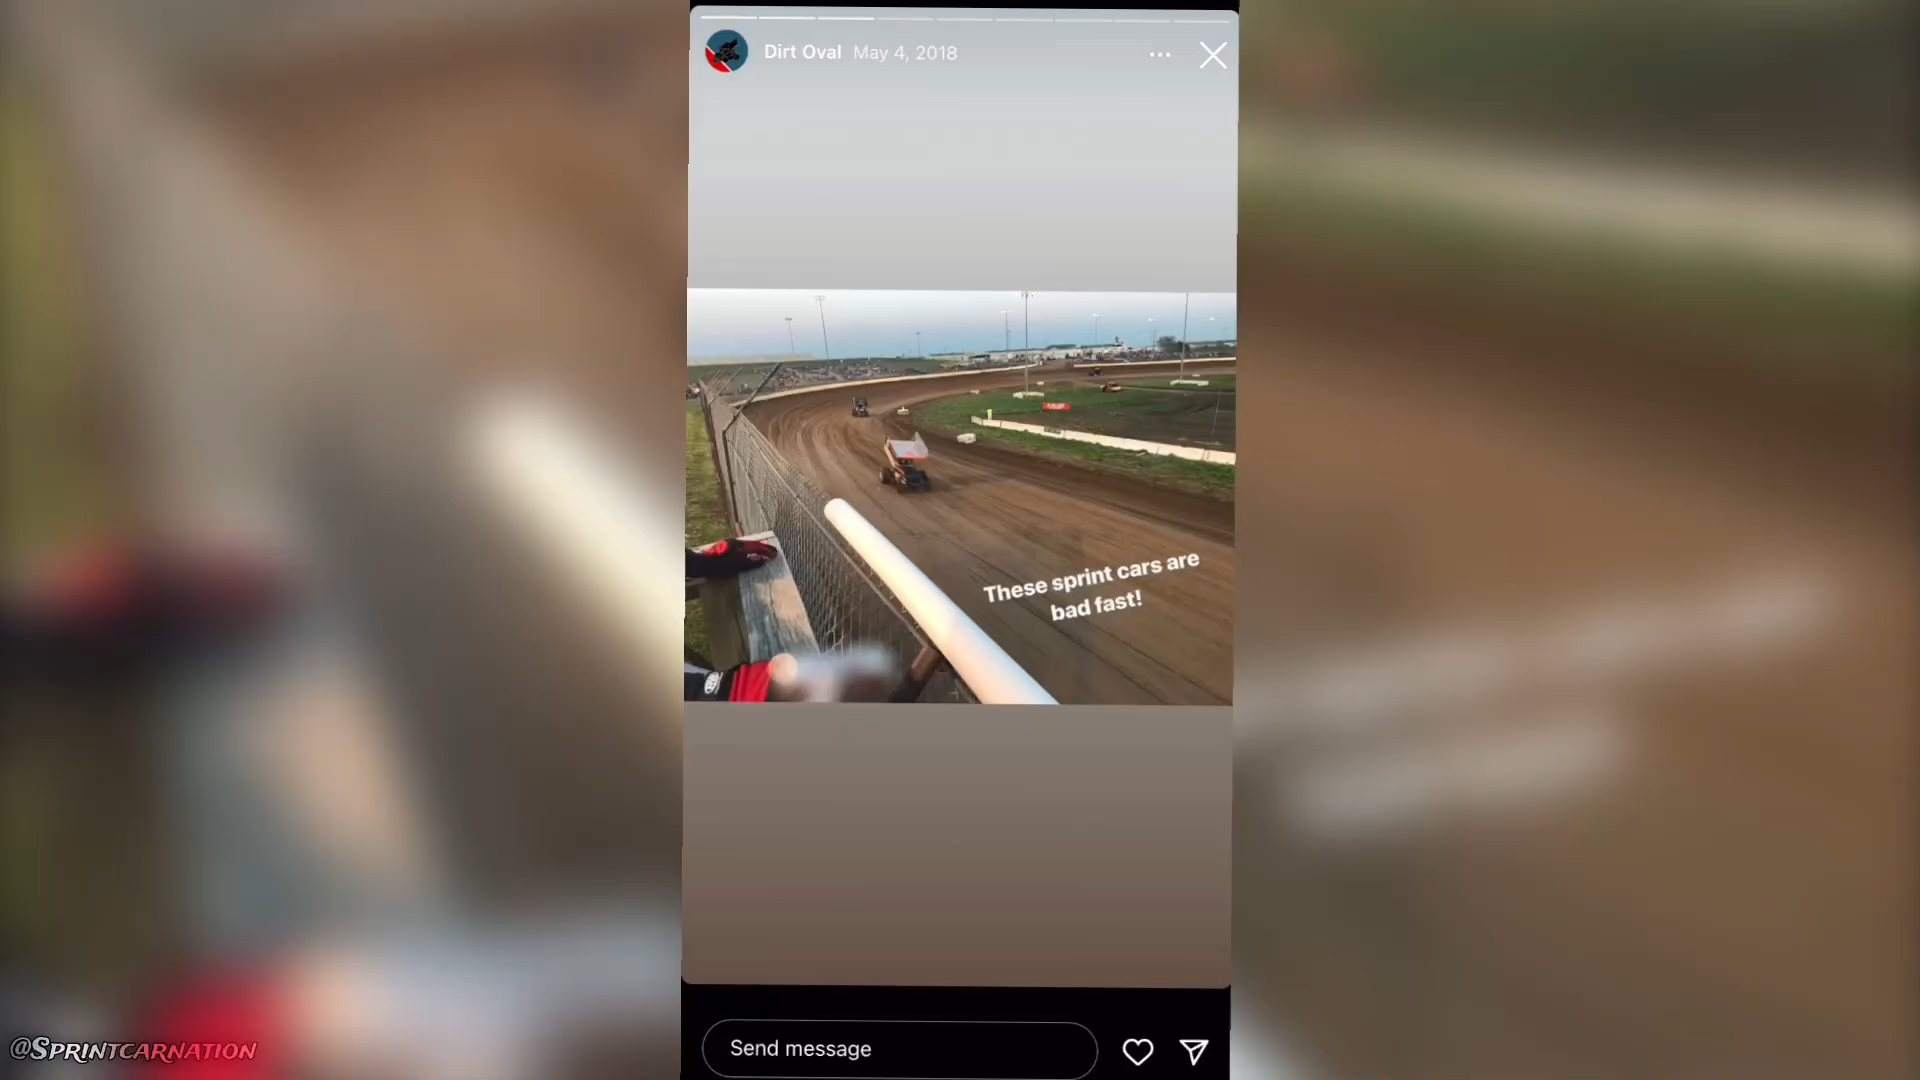 Dirt Oval May 4, 2018
These sprint cars are
bad fast!
Send message
@SPRINTCARNATION